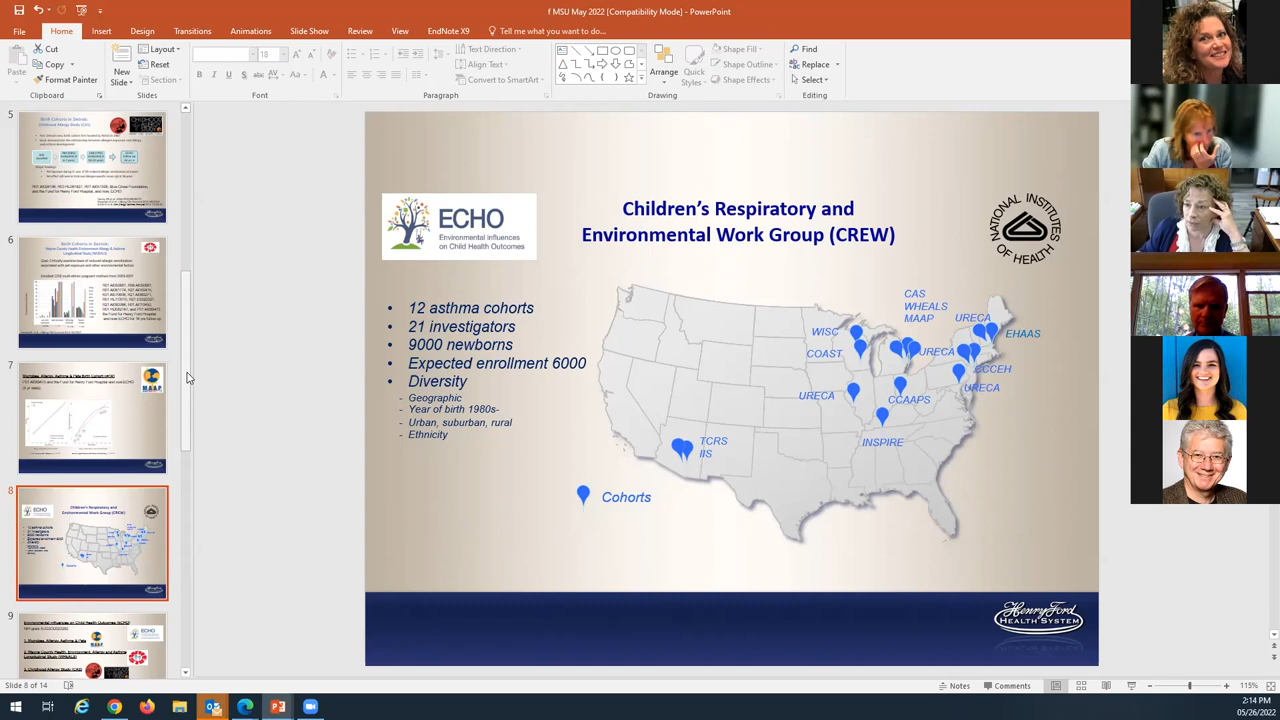 f MSU May 2022 [Compatibility Mode] - PowerPoint
File Home Insert Design Transitions Animations Slide Show Review View EndNote X9 Tell me what you want to do...
Paste
Cut
Copy
Format Painter
Clipboard
New
Slide
Layout
Reset
Section
Slides
18
Font
Text Direction
Align Text
Convert to SmartArt
Paragraph
Arrange
Quick
Styles
Shape Fill
Shape Outline
Shape Effects
Drawing
Find
Replace
Select
Editing
5
6
7
8
9
ECHO
Environmental influences
on Child Health Outcomes
Children's Respiratory and
Environmental Work Group (CREW)
NATIONAL INSTITUTES
OF HEALTH
• 12 asthma cohorts
• 21 investigators
• 9000 newborns
• Expected enrollment 6000
• Diversity
- Geographic
- Year of birth 1980s-
- Urban, suburban, rural
- Ethnicity
CAS
WHEALS
MAAP
URECA
WISC
EHAAS
COAST
URECA
CCCEH
URECA
URECA
CCAAPS
INSPIRE
TCRS
IIS
Cohorts
Henry Ford
HEALTH SYSTEM
Slide 8 of 14
Notes
Comments
115%
2:14 PM
05/26/2022